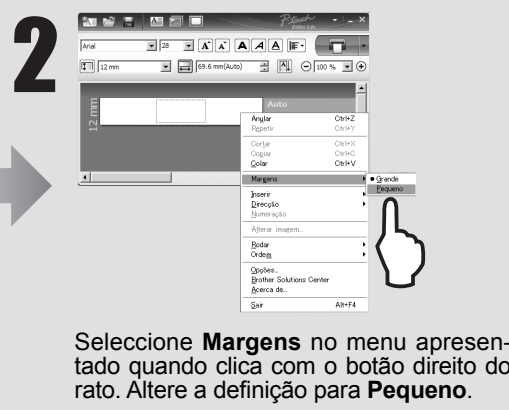 2
P-touch
Editor Lite
Arial 28 A A A A A
12 mm 69.6 mm(Auto) A 100 %
12 mm
Auto
Anular Ctrl+Z
Repetir Ctrl+Y
Cortar Ctrl+X
Copiar Ctrl+C
Colar Ctrl+V
Margens
Grande
Pequeno
Inserir
Direcção
Numeração
Alterar imagem...
Rodar
Ordem
Opções...
Brother Solutions Center
Acerca de...
Sair Alt+F4
Seleccione Margens no menu apresen-
tado quando clica com o botão direito do
rato. Altere a definição para Pequeno.